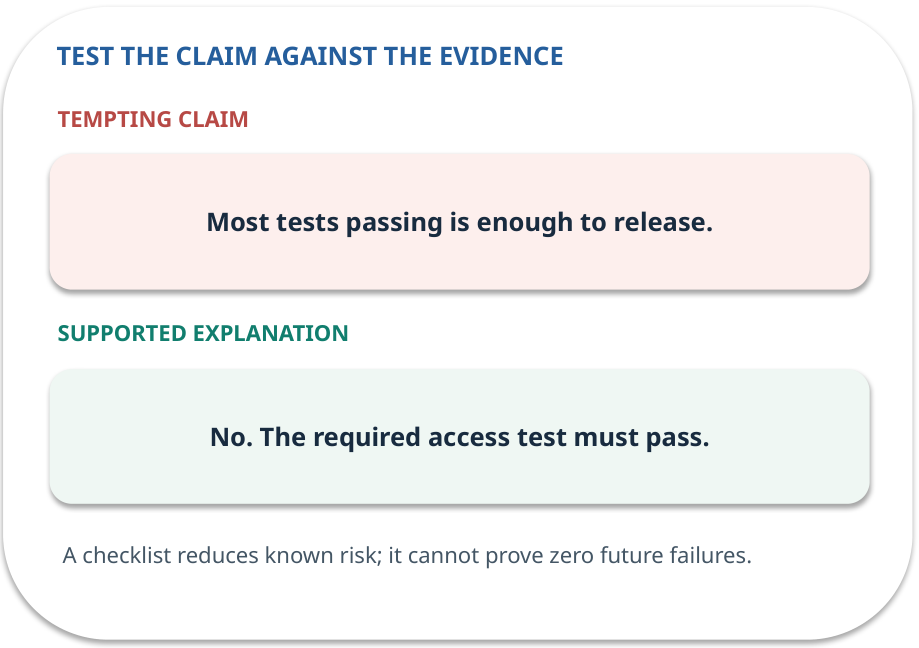 TEST THE CLAIM AGAINST THE EVIDENCE
TEMPTING CLAIM
Most tests passing is enough to release.
SUPPORTED EXPLANATION
No. The required access test must pass.
A checklist reduces known risk; it cannot prove zero future failures.